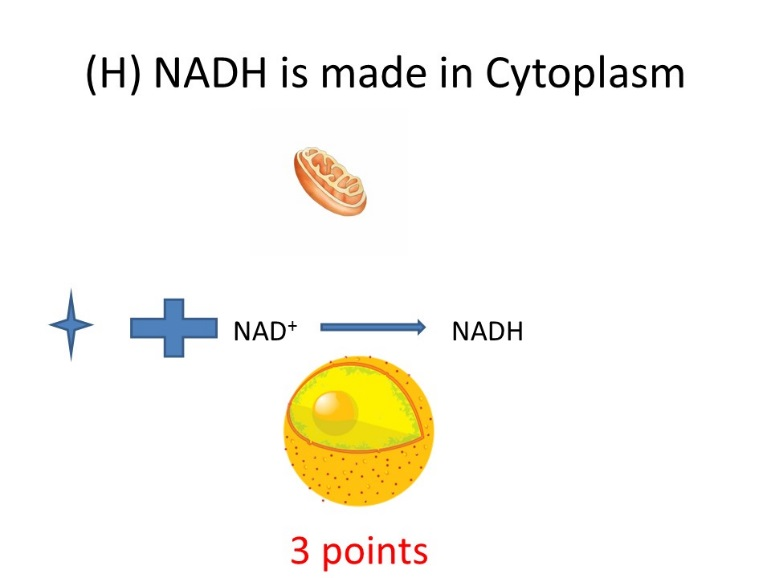 (H) NADH is made in Cytoplasm
NAD⁺ NADH
3 points